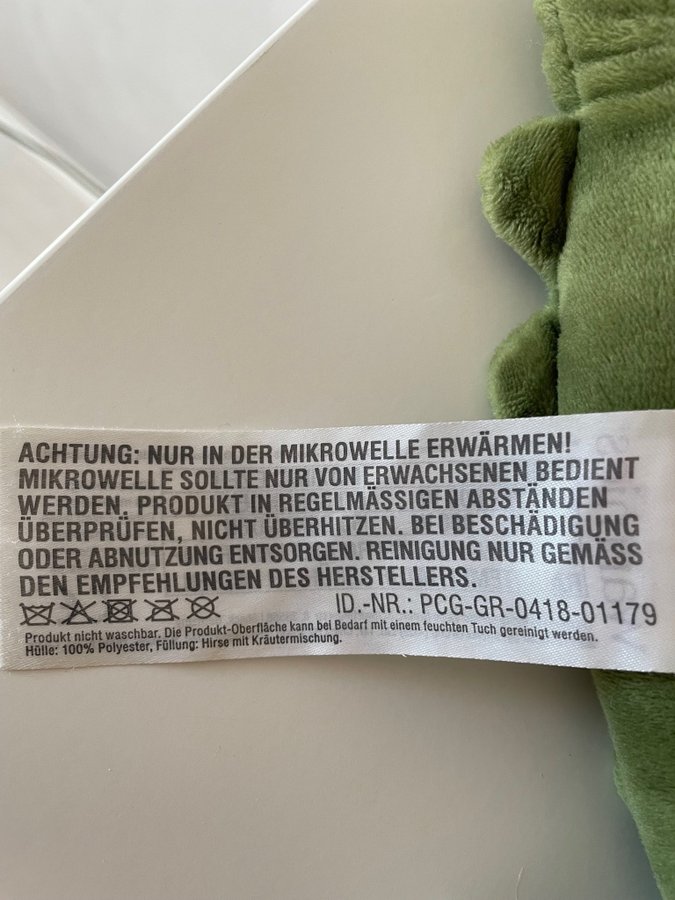 ACHTUNG: NUR IN DER MIKROWELLE ERWÄRMEN!
MIKROWELLE SOLLTE NUR VON ERWACHSENEN BEDIENT
WERDEN. PRODUKT IN REGELMÄSSIGEN ABSTÄNDEN
ÜBERPRÜFEN, NICHT ÜBERHITZEN. BEI BESCHÄDIGUNG
ODER ABNUTZUNG ENTSORGEN. REINIGUNG NUR GEMÄSS
DEN EMPFEHLUNGEN DES HERSTELLERS.
ID.-NR.: PCG-GR-0418-01179
Produkt nicht waschbar. Die Produkt-Oberfläche kann bei Bedarf mit einem feuchten Tuch gereinigt werden.
Hülle: 100% Polyester, Füllung: Hirse mit Kräutermischung.